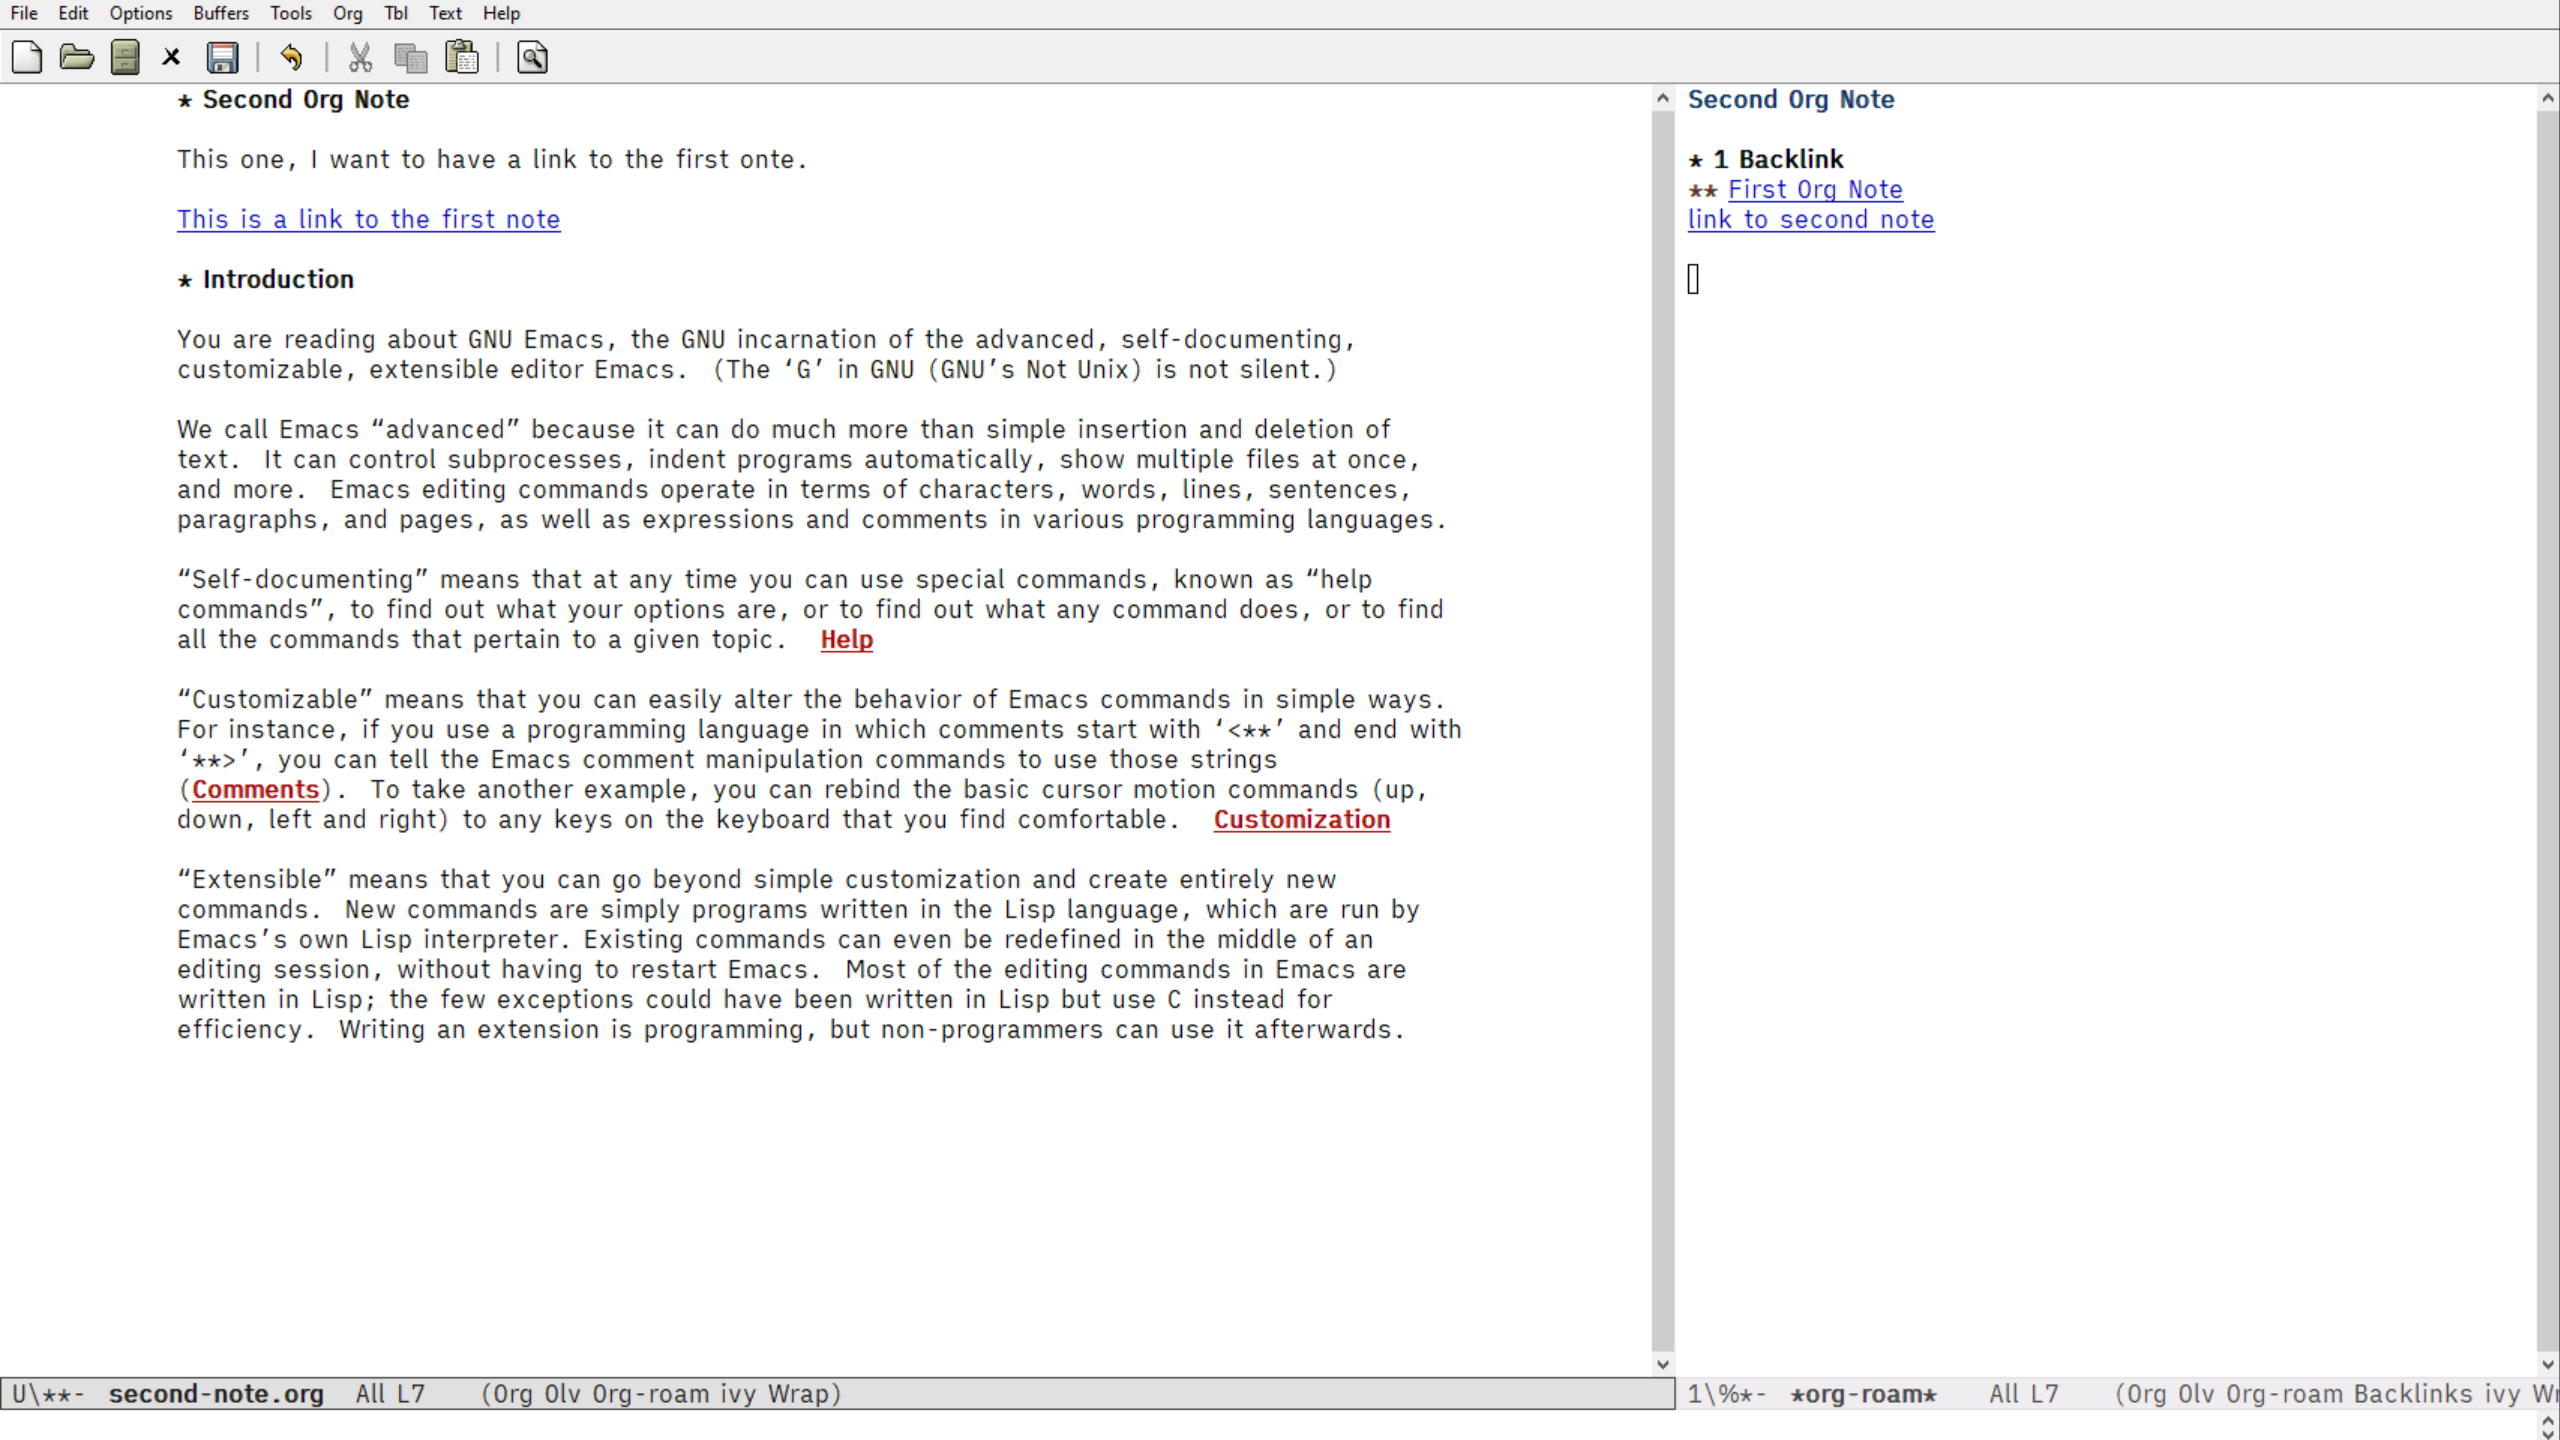 File Edit Options Buffers Tools Org Tbl Text Help
* Second Org Note
This one, I want to have a link to the first onte.
This is a link to the first note
* Introduction
You are reading about GNU Emacs, the GNU incarnation of the advanced, self-documenting,
customizable, extensible editor Emacs.  (The ‘G’ in GNU (GNU’s Not Unix) is not silent.)
We call Emacs “advanced” because it can do much more than simple insertion and deletion of
text.  It can control subprocesses, indent programs automatically, show multiple files at once,
and more.  Emacs editing commands operate in terms of characters, words, lines, sentences,
paragraphs, and pages, as well as expressions and comments in various programming languages.
“Self-documenting” means that at any time you can use special commands, known as “help
commands”, to find out what your options are, or to find out what any command does, or to find
all the commands that pertain to a given topic.  Help
“Customizable” means that you can easily alter the behavior of Emacs commands in simple ways.
For instance, if you use a programming language in which comments start with ‘<**’ and end with
‘**>’, you can tell the Emacs comment manipulation commands to use those strings
(Comments).  To take another example, you can rebind the basic cursor motion commands (up,
down, left and right) to any keys on the keyboard that you find comfortable.  Customization
“Extensible” means that you can go beyond simple customization and create entirely new
commands.  New commands are simply programs written in the Lisp language, which are run by
Emacs’s own Lisp interpreter. Existing commands can even be redefined in the middle of an
editing session, without having to restart Emacs.  Most of the editing commands in Emacs are
written in Lisp; the few exceptions could have been written in Lisp but use C instead for
efficiency.  Writing an extension is programming, but non-programmers can use it afterwards.
U\**-  second-note.org  All L7  (Org Olv Org-roam ivy Wrap)
Second Org Note
* 1 Backlink
** First Org Note
link to second note
1\%*-  *org-roam*  All L7  (Org Olv Org-roam Backlinks ivy Wr